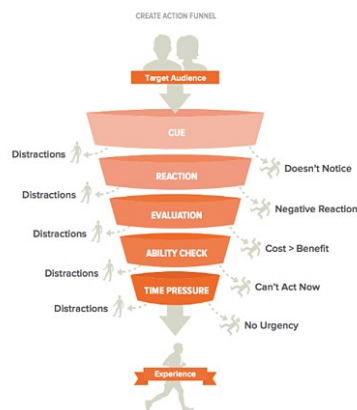 CREATE ACTION FUNNEL
Target Audience
CUE
Distractions
Doesn't Notice
REACTION
Distractions
Negative Reaction
EVALUATION
Distractions
Cost > Benefit
ABILITY CHECK
Distractions
Can't Act Now
TIME PRESSURE
Distractions
No Urgency
Experience